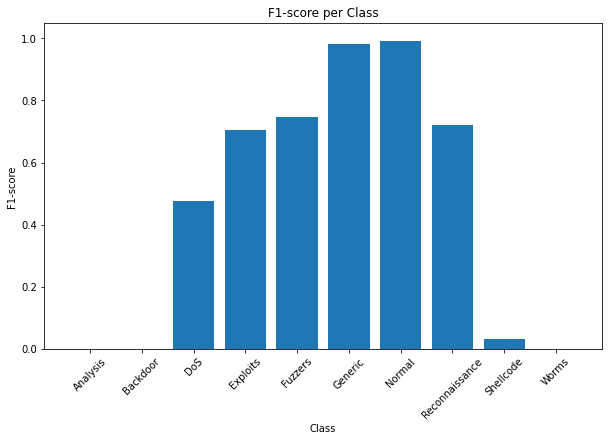 F1-score per Class
F1-score
1.0
0.8
0.6
0.4
0.2
0.0
Analysis
Backdoor
DoS
Exploits
Fuzzers
Generic
Normal
Reconnaissance
Shellcode
Worms
Class